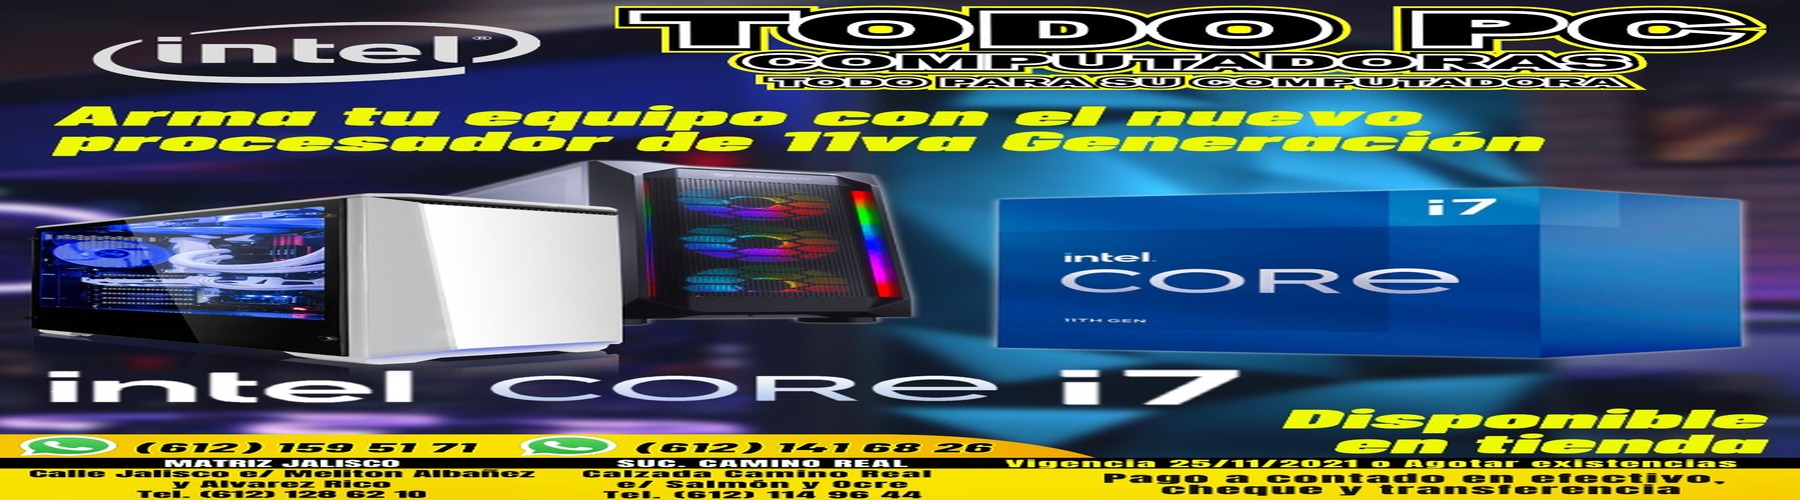 intel®
TODO PC
COMPUTADORAS
TODO PARA SU COMPUTADORA
Arma tu equipo con el nuevo
procesador de 11va Generación
i7
intel.
CORE
11TH GEN
intel CORE i7
Disponible
en tienda
(612) 159 51 71
(612) 141 68 26
MATRIZ JALISCO
Calle Jalisco e/ Meliton Albañez
y Alvarez Rico
Tel. (612) 128 62 10
SUC. CAMINO REAL
Calzada Camino Real
e/ Salmón y Ocre
Tel. (612) 114 96 44
Vigencia 25/11/2021 o Agotar existencias
Pago a contado en efectivo,
cheque y transferencia